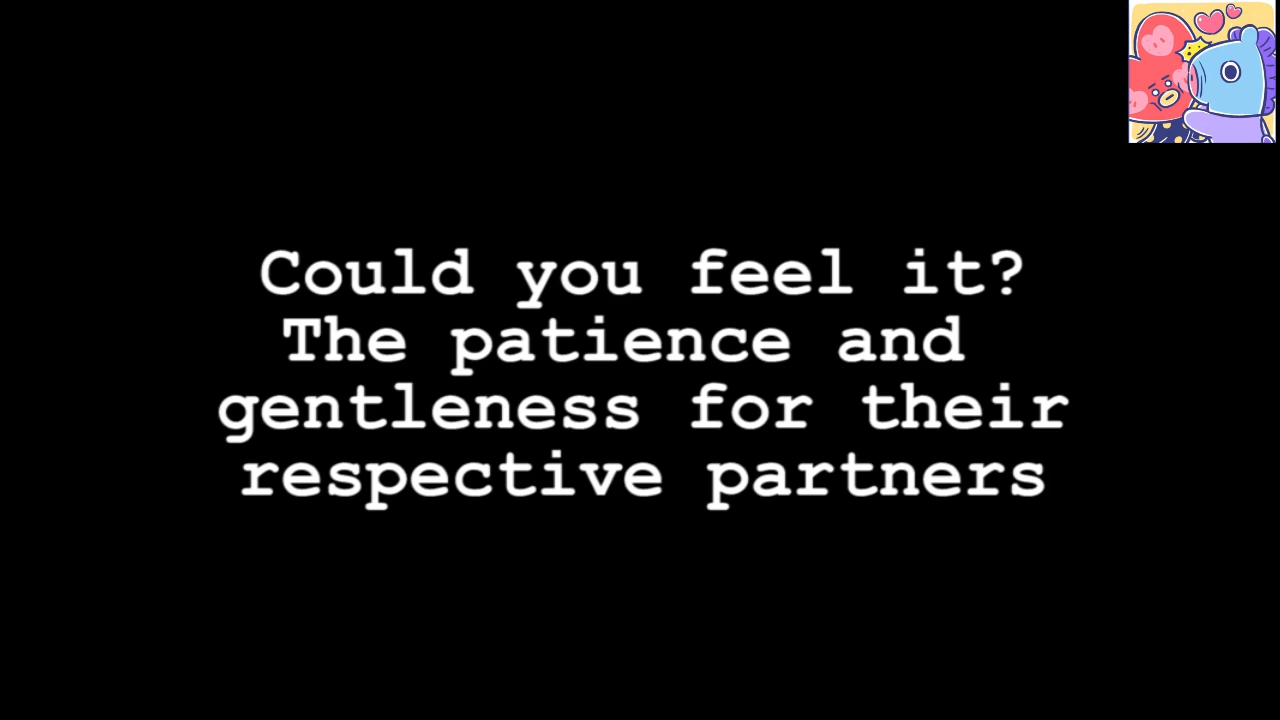 Could you feel it?
The patience and
gentleness for their
respective partners